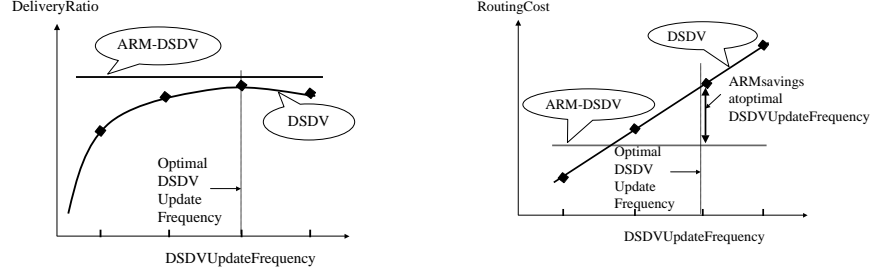 DeliveryRatio
ARM-DSDV
DSDV
Optimal
DSDV
Update
Frequency
DSDVUpdateFrequency
RoutingCost
DSDV
ARM-DSDV
ARMsavings
atoptimal
DSDVUpdateFrequency
Optimal
DSDV
Update
Frequency
DSDVUpdateFrequency